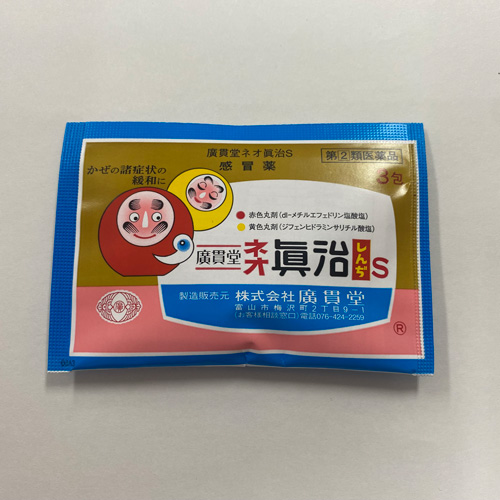 廣貫堂ネオ眞治S
感冒薬
指定②類医薬品
3包
かぜの諸症状の
緩和に
赤色丸剤(dl-メチルエフェドリン塩酸塩)
黄色丸剤(ジフェンヒドラミンサリチル酸塩)
廣貫堂 ネオ 眞治 しんぢ S
製造販売元 株式会社廣貫堂
富山市梅沢町2丁目9-1
(お客様相談窓口)電話076-424-2259
®